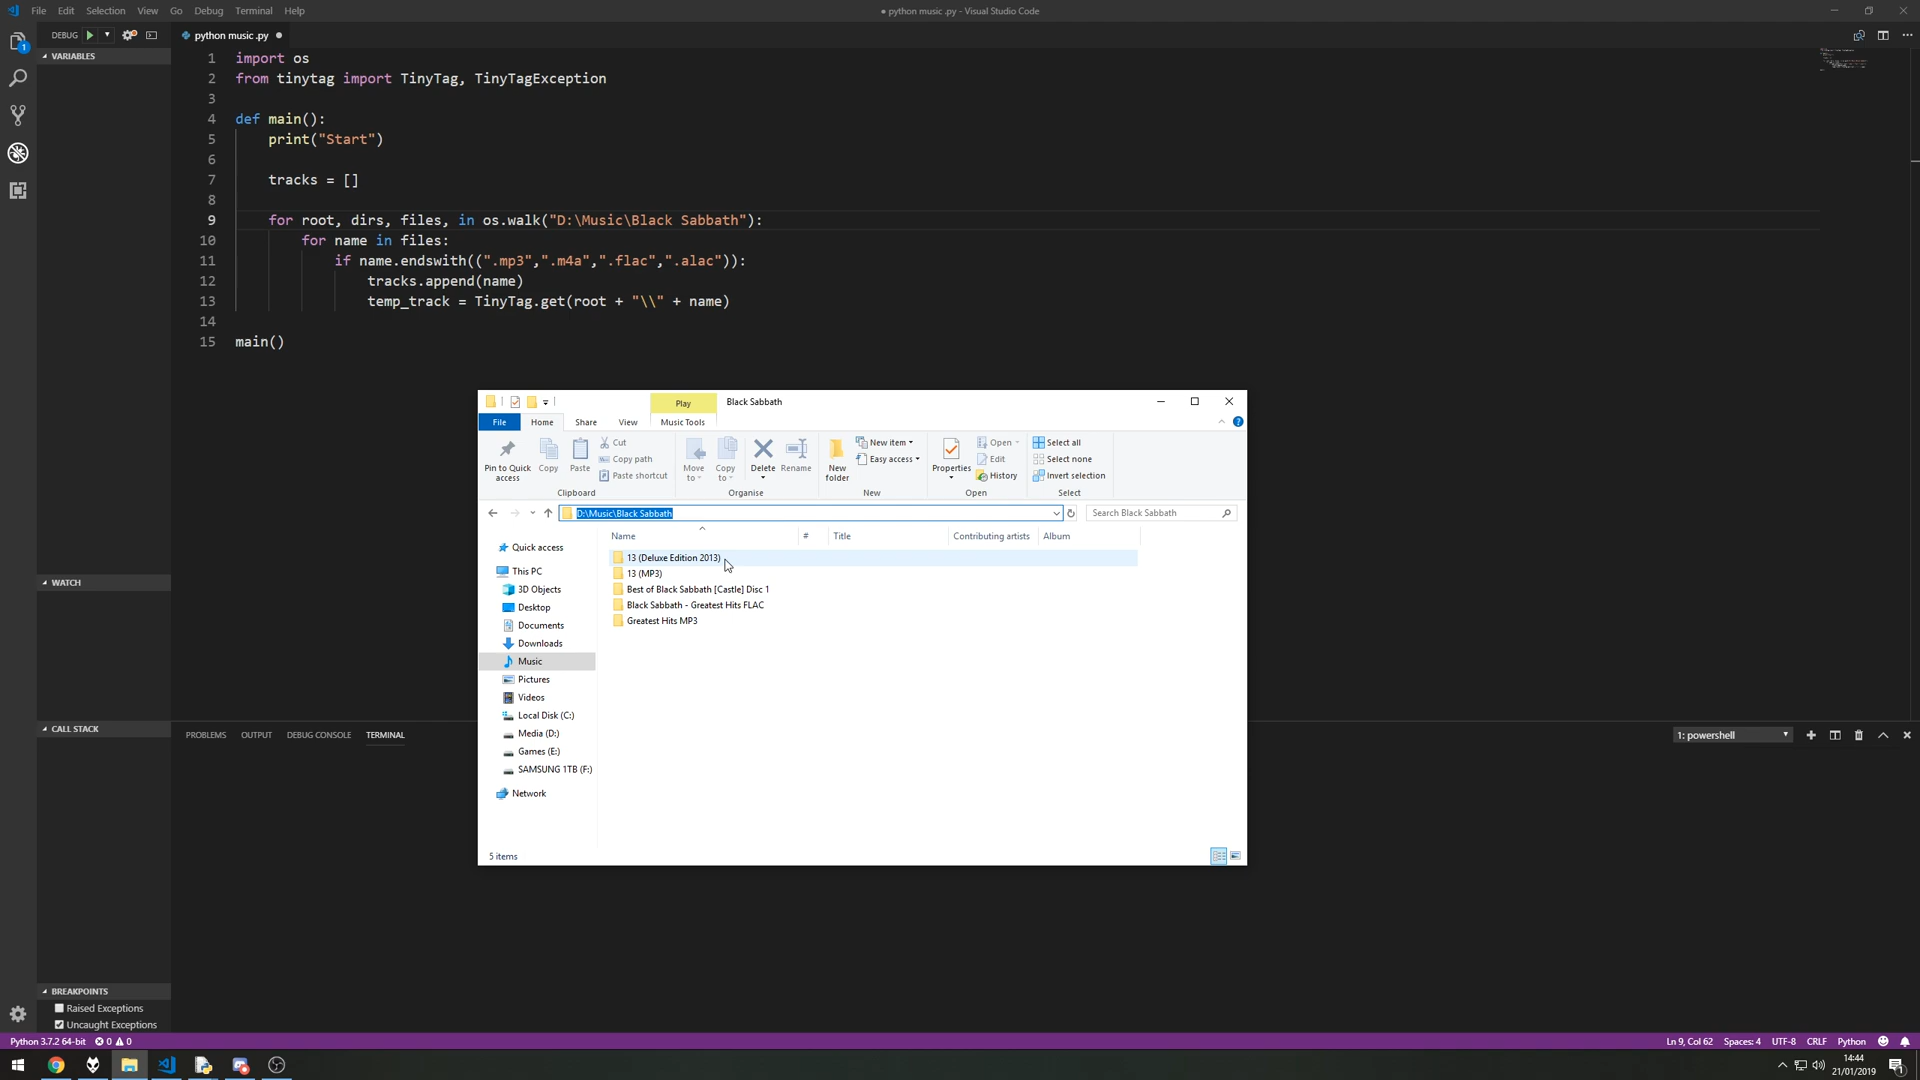 File Edit Selection View Go Debug Terminal Help
● python music .py - Visual Studio Code
DEBUG
python music .py ●
1
VARIABLES
1 import os
2 from tinytag import TinyTag, TinyTagException
3
4 def main():
5 print("Start")
6
7 tracks = []
8
9 for root, dirs, files, in os.walk("D:\Music\Black Sabbath"):
10 for name in files:
11 if name.endswith((".mp3",".m4a",".flac",".alac")):
12 tracks.append(name)
13 temp_track = TinyTag.get(root + "\\" + name)
14
15 main()
Play Black Sabbath
File Home Share View Music Tools
Pin to Quick access
Copy
Paste
Cut
Copy path
Paste shortcut
Move to
Copy to
Delete
Rename
New folder
New item
Easy access
Properties
Open
Edit
History
Select all
Select none
Invert selection
Clipboard Organise New Open Select
D:\Music\Black Sabbath
Search Black Sabbath
Name # Title Contributing artists Album
Quick access
This PC
3D Objects
Desktop
Documents
Downloads
Music
Pictures
Videos
Local Disk (C:)
Media (D:)
Games (E:)
SAMSUNG 1TB (F:)
Network
13 (Deluxe Edition 2013)
13 (MP3)
Best of Black Sabbath [Castle] Disc 1
Black Sabbath - Greatest Hits FLAC
Greatest Hits MP3
5 items
WATCH
CALL STACK
PROBLEMS OUTPUT DEBUG CONSOLE TERMINAL
1: powershell
BREAKPOINTS
Raised Exceptions
Uncaught Exceptions
Python 3.7.2 64-bit 0 0
Ln 9, Col 62 Spaces: 4 UTF-8 CRLF Python
14:44
21/01/2019